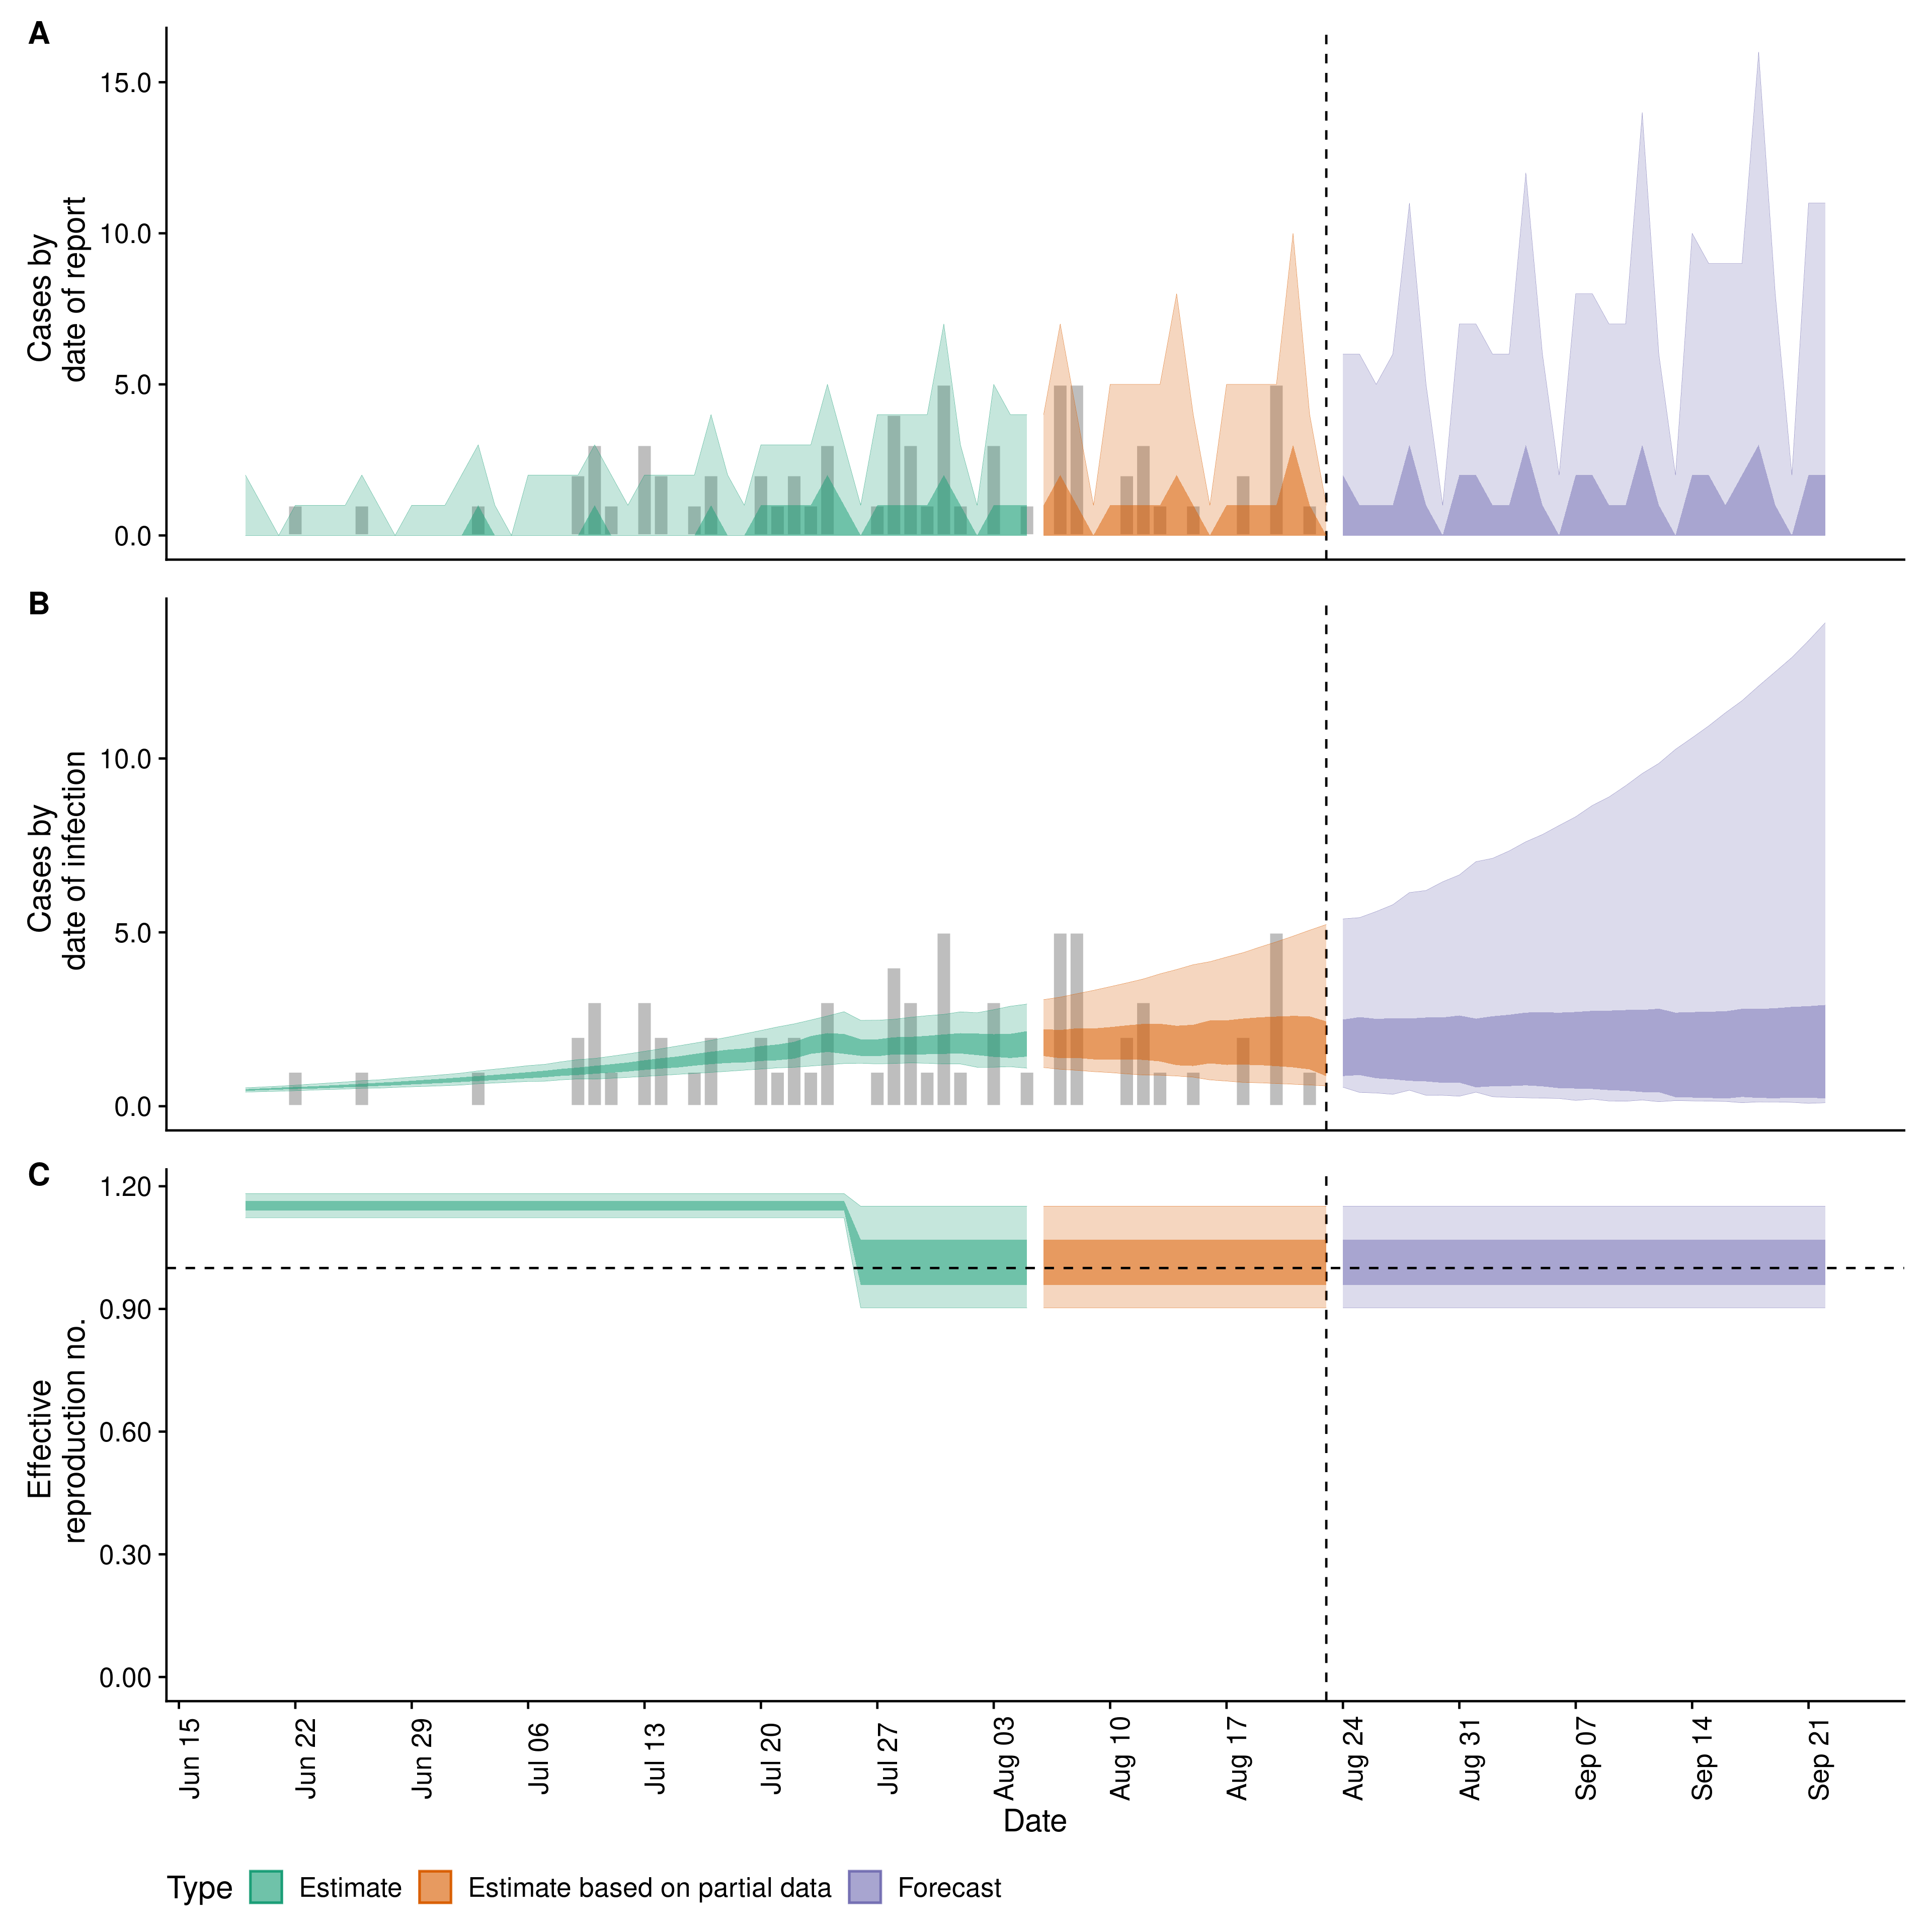 A
Cases by
date of report
15.0
10.0
5.0
0.0
B
Cases by
date of infection
10.0
5.0
0.0
C
Effective
reproduction no.
1.20
0.90
0.60
0.30
0.00
Jun 15
Jun 22
Jun 29
Jul 06
Jul 13
Jul 20
Jul 27
Aug 03
Aug 10
Aug 17
Aug 24
Aug 31
Sep 07
Sep 14
Sep 21
Date
Type Estimate Estimate based on partial data Forecast